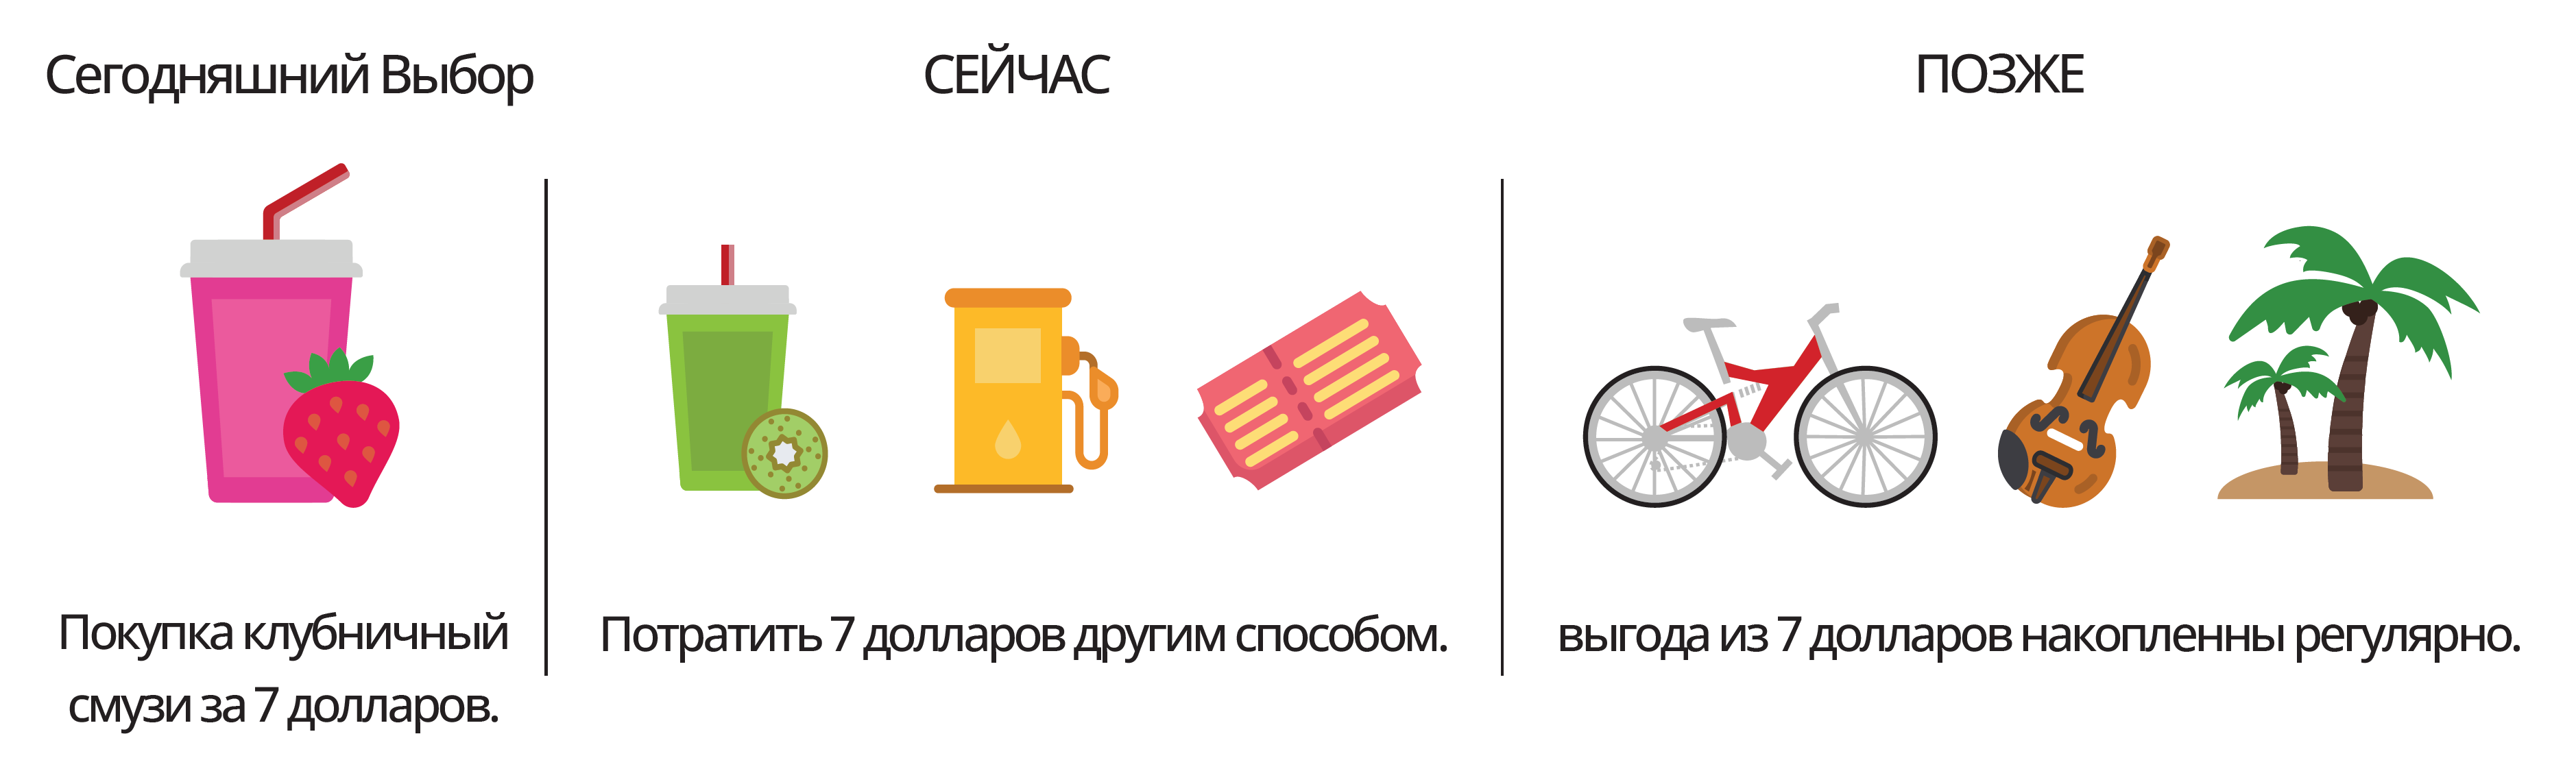 Сегодняшний Выбор
СЕЙЧАС
ПОЗЖЕ
Покупка клубничный
смузи за 7 долларов.
Потратить 7 долларов другим способом.
выгода из 7 долларов накопленны регулярно.